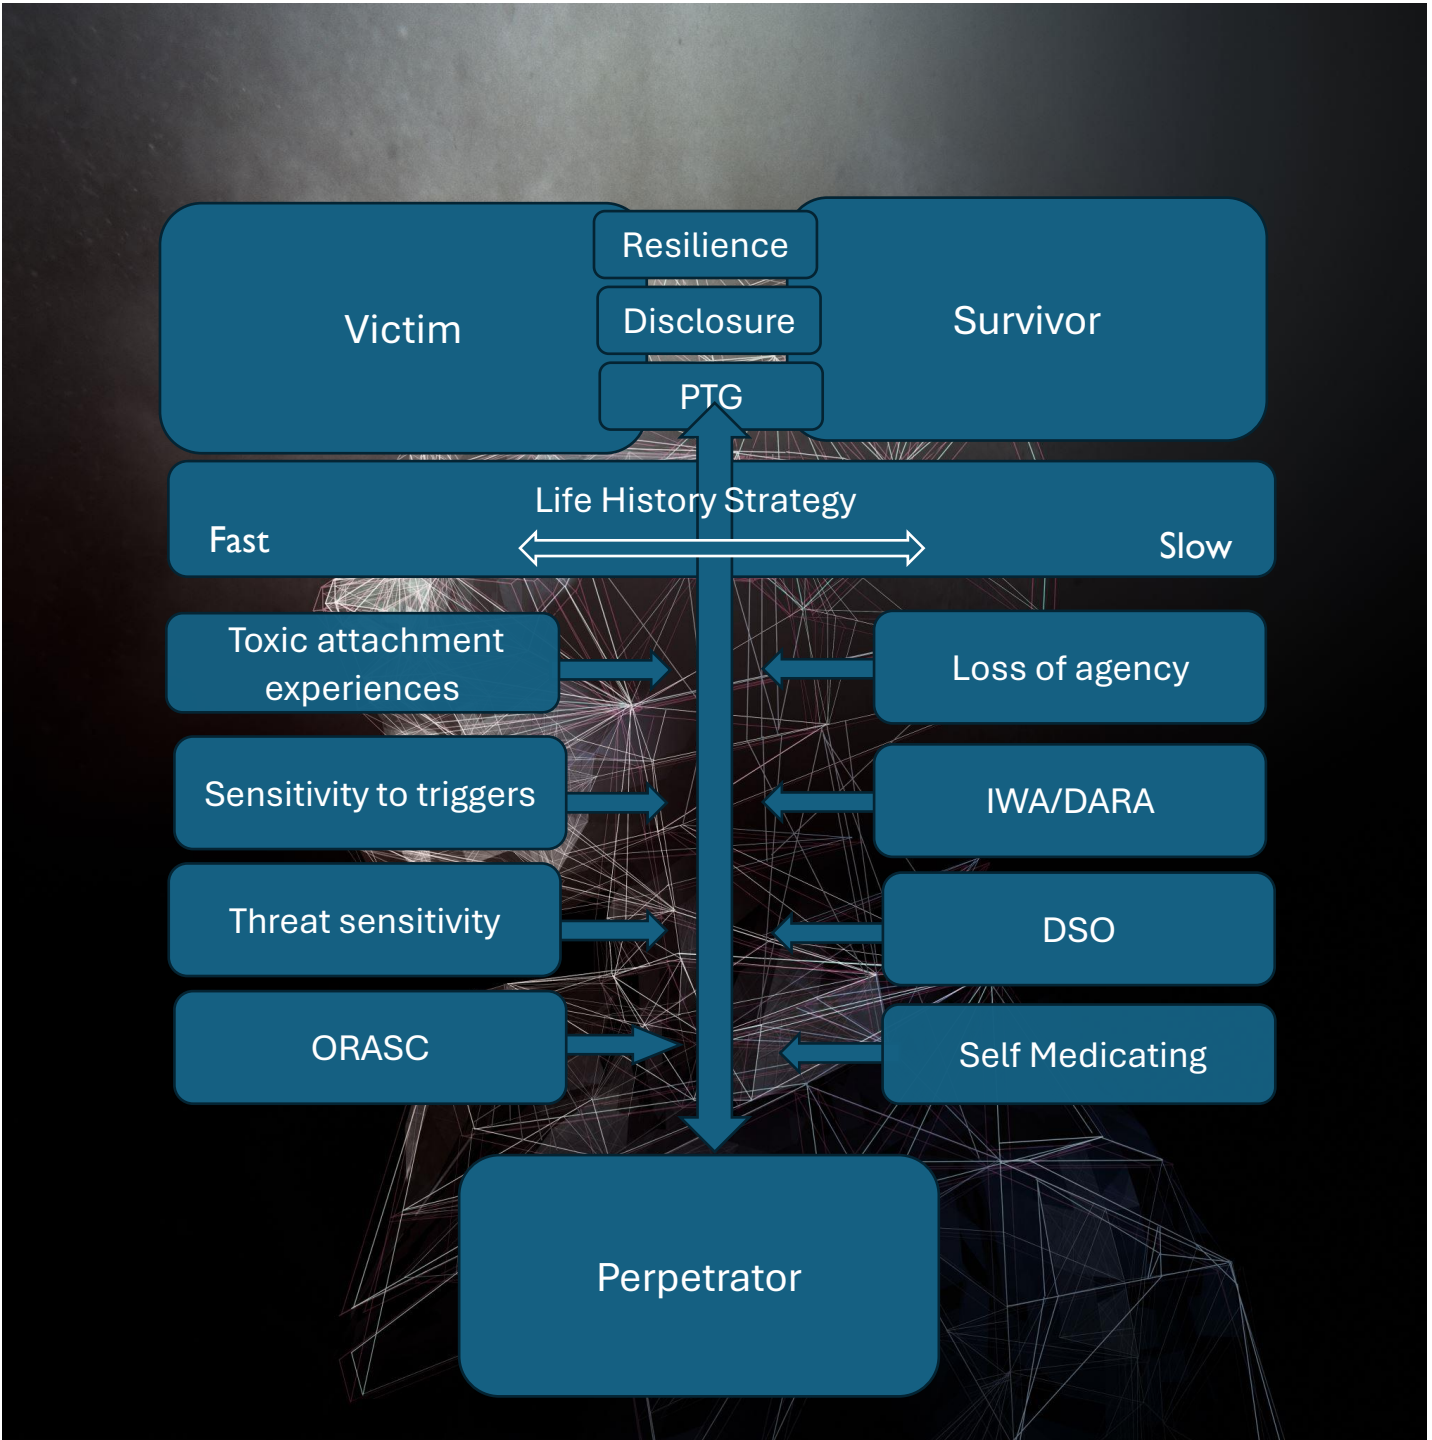 Resilience
Victim
Disclosure
Survivor
PTG
Life History Strategy
Fast
Slow
Toxic attachment
experiences
Loss of agency
Sensitivity to triggers
IWA/DARA
Threat sensitivity
DSO
ORASC
Self Medicating
Perpetrator